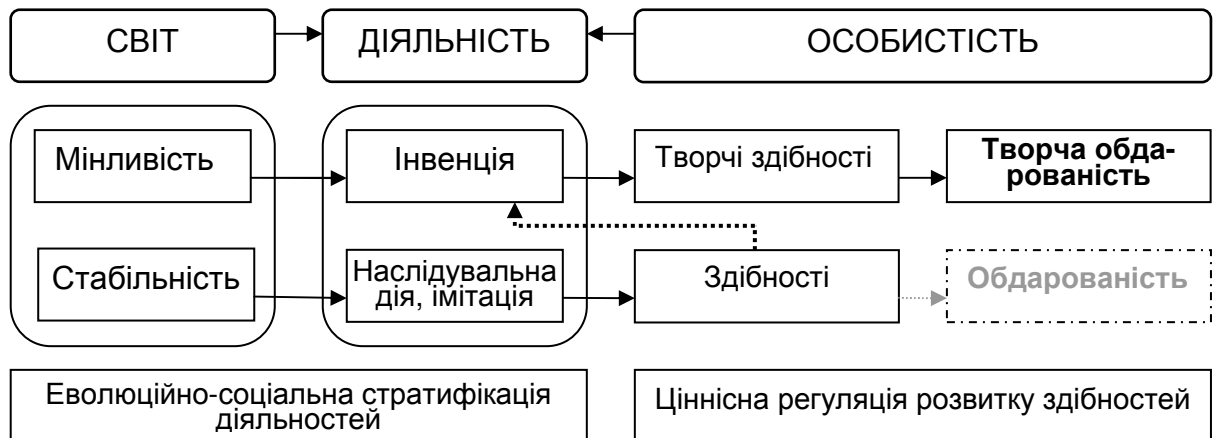 СВІТ
ДІЯЛЬНІСТЬ
ОСОБИСТІСТЬ
Мінливість
Інвенція
Творчі здібності
Творча обда-
рованість
Стабільність
Наслідувальна
дія, імітація
Здібності
Обдарованість
Еволюційно-соціальна стратифікація
діяльностей
Ціннісна регуляція розвитку здібностей